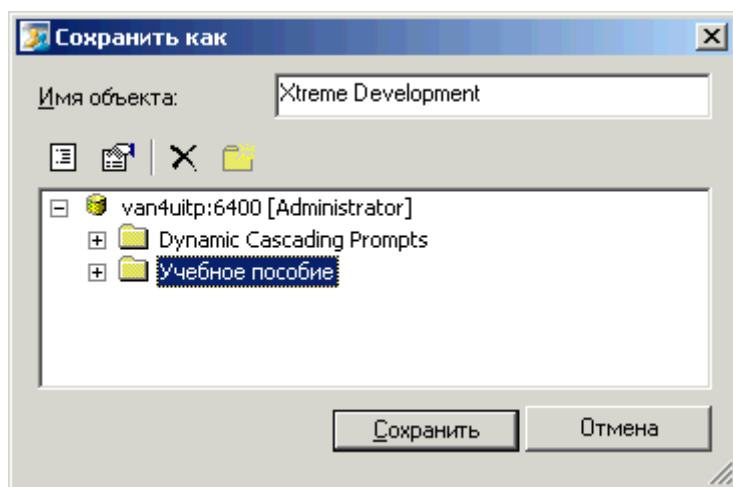 Сохранить как
Имя объекта: Xtreme Development
van4uitp:6400 [Administrator]
Dynamic Cascading Prompts
Учебное пособие
Сохранить Отмена